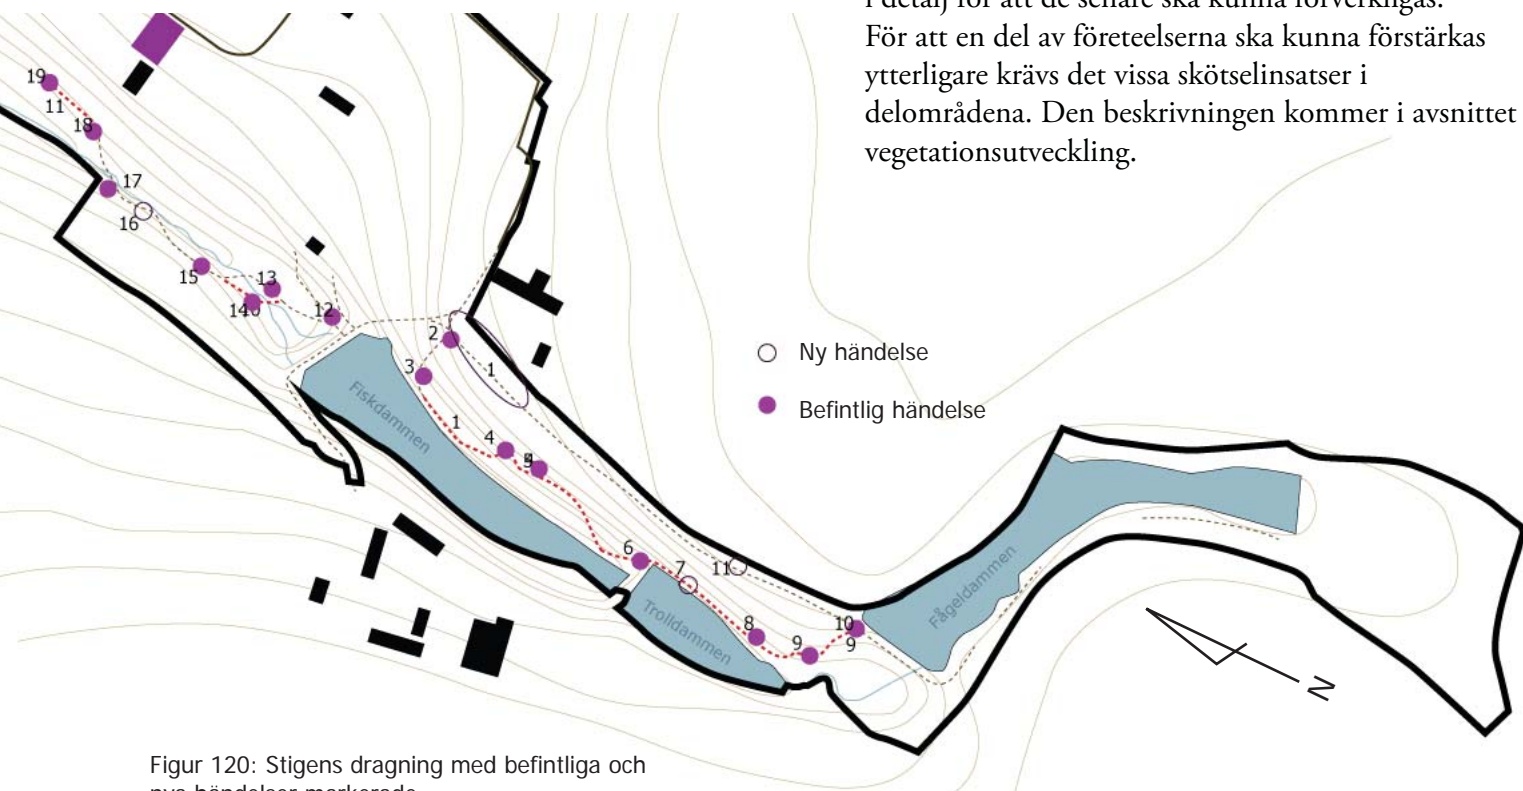 i detalj för att de senare ska kunna förverkligas.
För att en del av företeelserna ska kunna förstärkas
ytterligare krävs det vissa skötselinsatser i
delområdena. Den beskrivningen kommer i avsnittet
vegetationsutveckling.
19
11
18
17
16
15
13
14
12
2
3
1
1
4
5
6
7
11
8
9
10
9
Fiskdammen
Trolldammen
Fågeldammen
Ny händelse
Befintlig händelse
N
Figur 120: Stigens dragning med befintliga och
nya händelser markerade